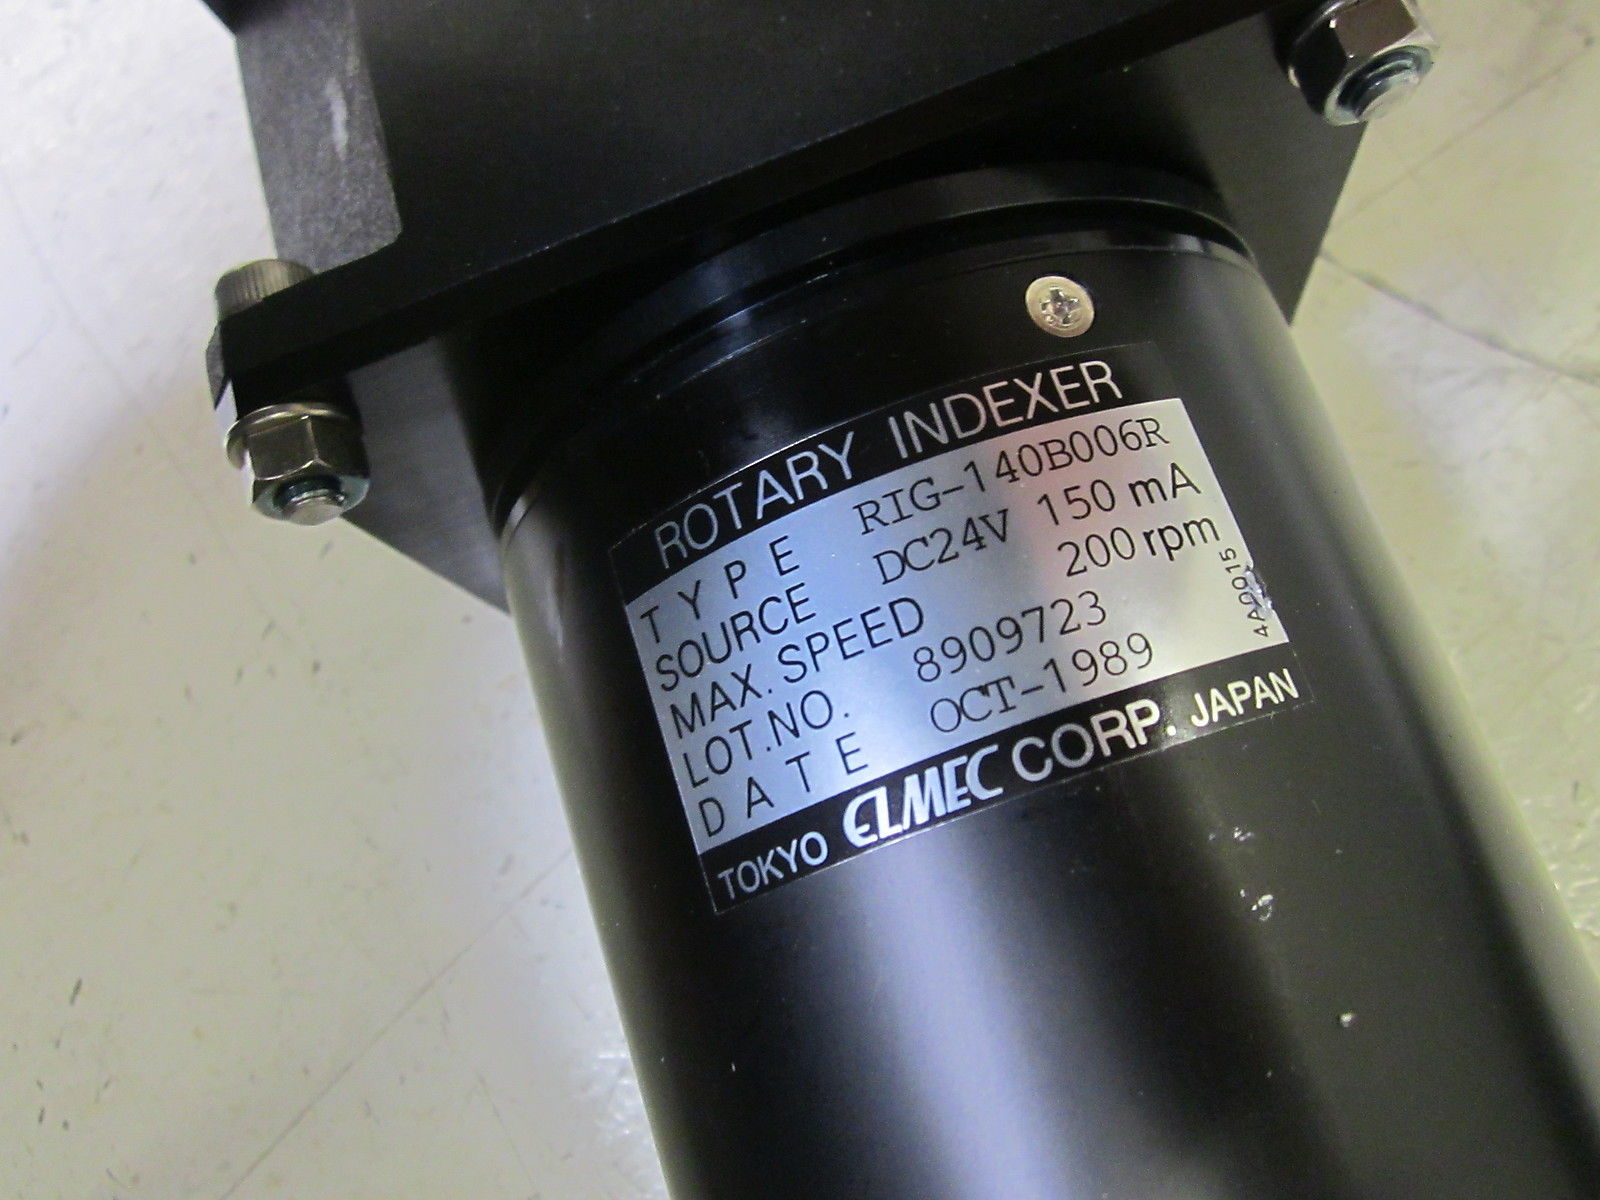 ROTARY INDEXER
TYPE RIG-140B006R
SOURCE DC24V 150 mA
MAX. SPEED 200 rpm
LOT. NO. 8909723
DATE OCT-1989
4A0915
TOKYO ELMEC CORP. JAPAN